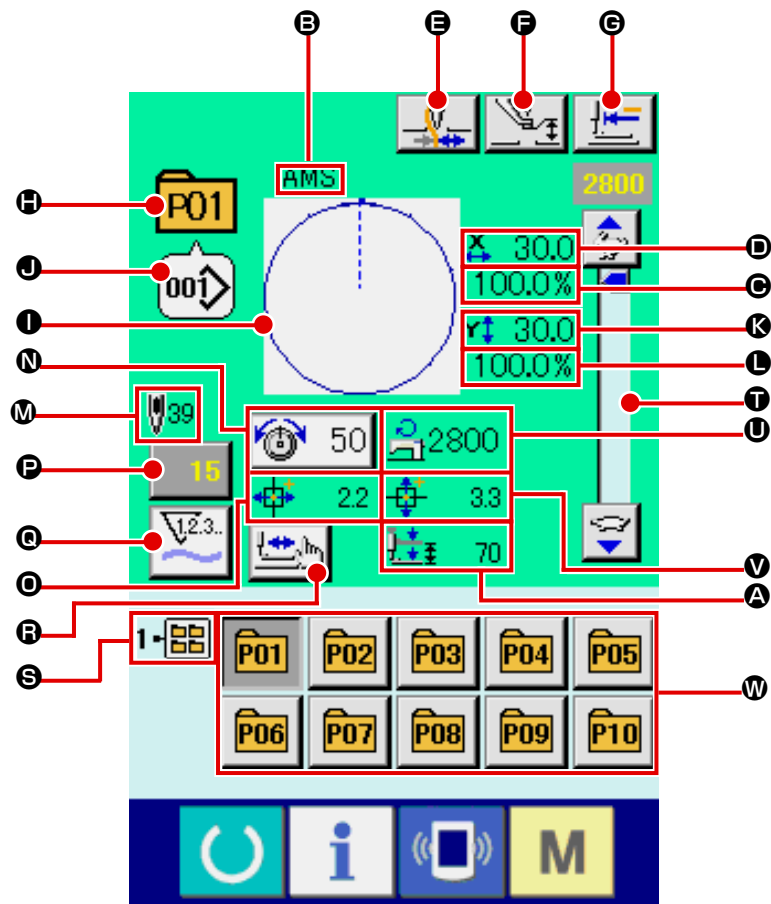 B E F G
AMS
2800
H P01
X 30.0 D
J 001
100.0% C
I
Y 30.0 K
N
100.0% L
M 39
T
50 2800 U
P 15
2.2 3.3
Q 1.2.3..
O
70 V
R A
S 1
P01 P02 P03 P04 P05
W
P06 P07 P08 P09 P10
i M